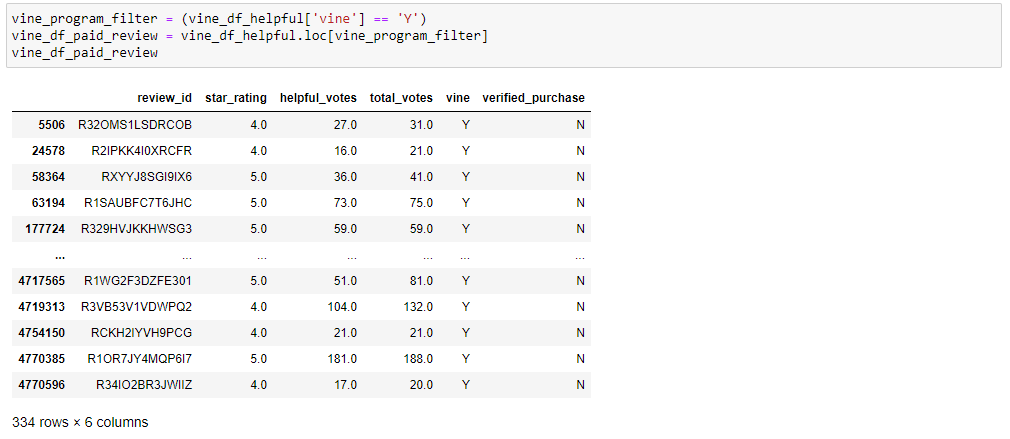 vine_program_filter = (vine_df_helpful['vine'] == 'Y')
vine_df_paid_review = vine_df_helpful.loc[vine_program_filter]
vine_df_paid_review
review_id star_rating helpful_votes total_votes vine verified_purchase
5506 R32OMS1LSDRCOB 4.0 27.0 31.0 Y N
24578 R2IPKK4I0XRCFR 4.0 16.0 21.0 Y N
58364 RXYYJ8SGI9IX6 5.0 36.0 41.0 Y N
63194 R1SAUBFC7T6JHC 5.0 73.0 75.0 Y N
177724 R329HVJKKHWSG3 5.0 59.0 59.0 Y N
... ... ... ... ... ... ...
4717565 R1WG2F3DZFE301 5.0 51.0 81.0 Y N
4719313 R3VB53V1VDWPQ2 4.0 104.0 132.0 Y N
4754150 RCKH2IYVH9PCG 4.0 21.0 21.0 Y N
4770385 R1OR7JY4MQP6I7 5.0 181.0 188.0 Y N
4770596 R34IO2BR3JWIIZ 4.0 17.0 20.0 Y N
334 rows × 6 columns